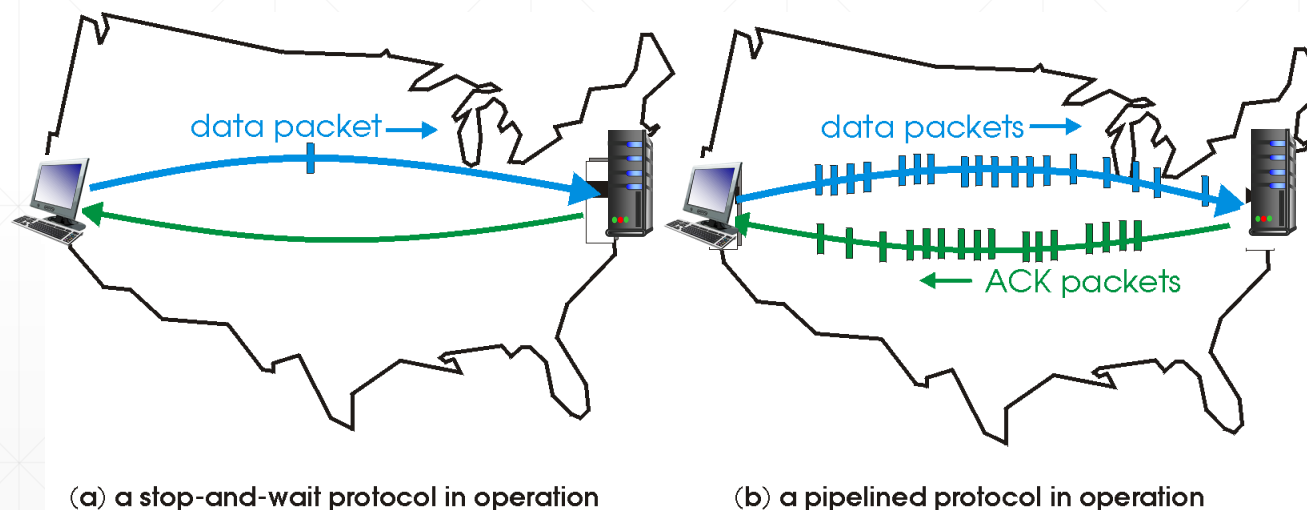 data packet
data packets
ACK packets
(a) a stop-and-wait protocol in operation
(b) a pipelined protocol in operation